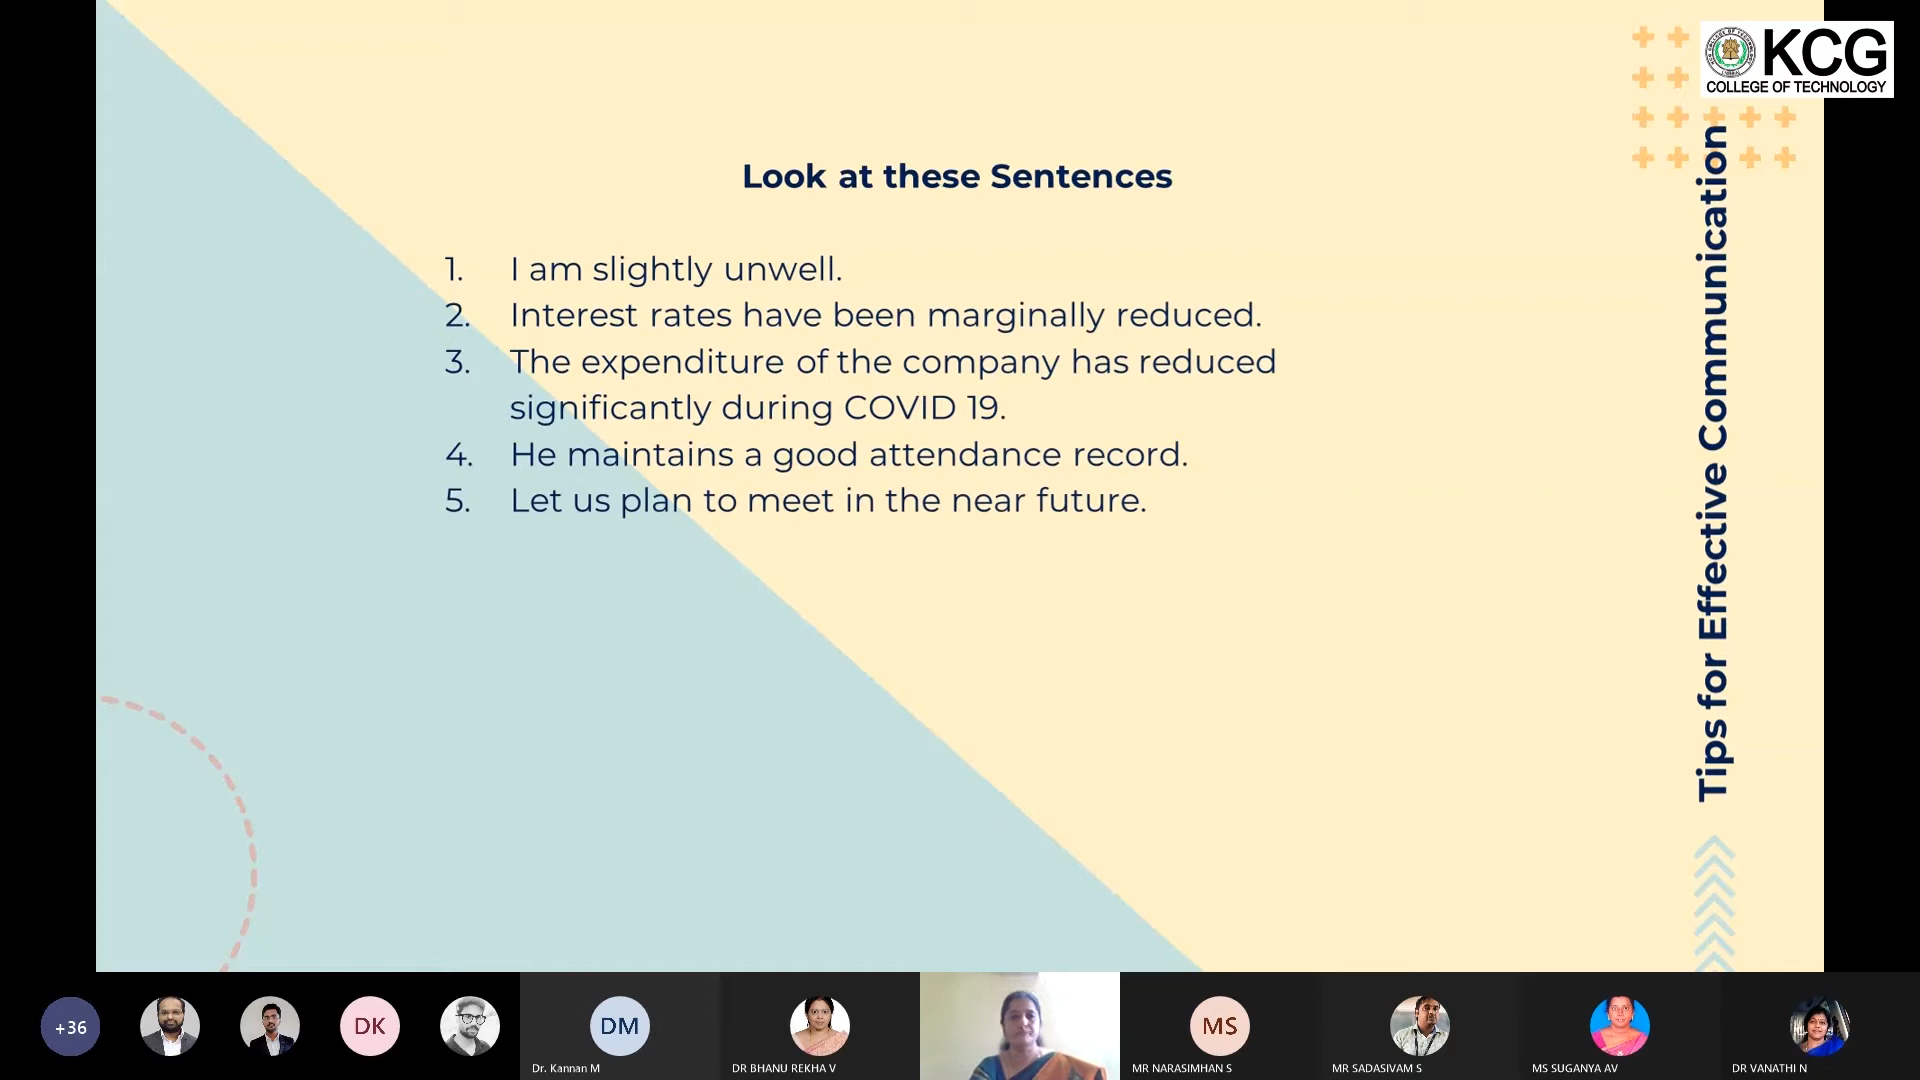 KCG
COLLEGE OF TECHNOLOGY
Look at these Sentences
1. I am slightly unwell.
2. Interest rates have been marginally reduced.
3. The expenditure of the company has reduced
significantly during COVID 19.
4. He maintains a good attendance record.
5. Let us plan to meet in the near future.
Tips for Effective Communication
+36
DK
DM
Dr. Kannan M
DR BHANU REKHA V
MS
MR NARASIMHAN S
MR SADASIVAM S
MS SUGANYA AV
DR VANATHI N